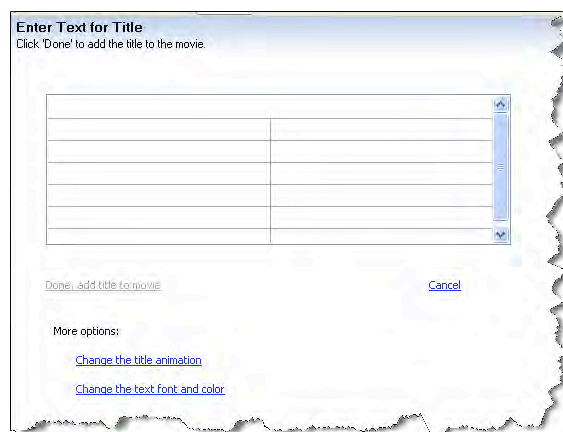 Enter Text for Title
Click 'Done' to add the title to the movie.
Done, add title to movie
Cancel
More options:
Change the title animation
Change the text font and color